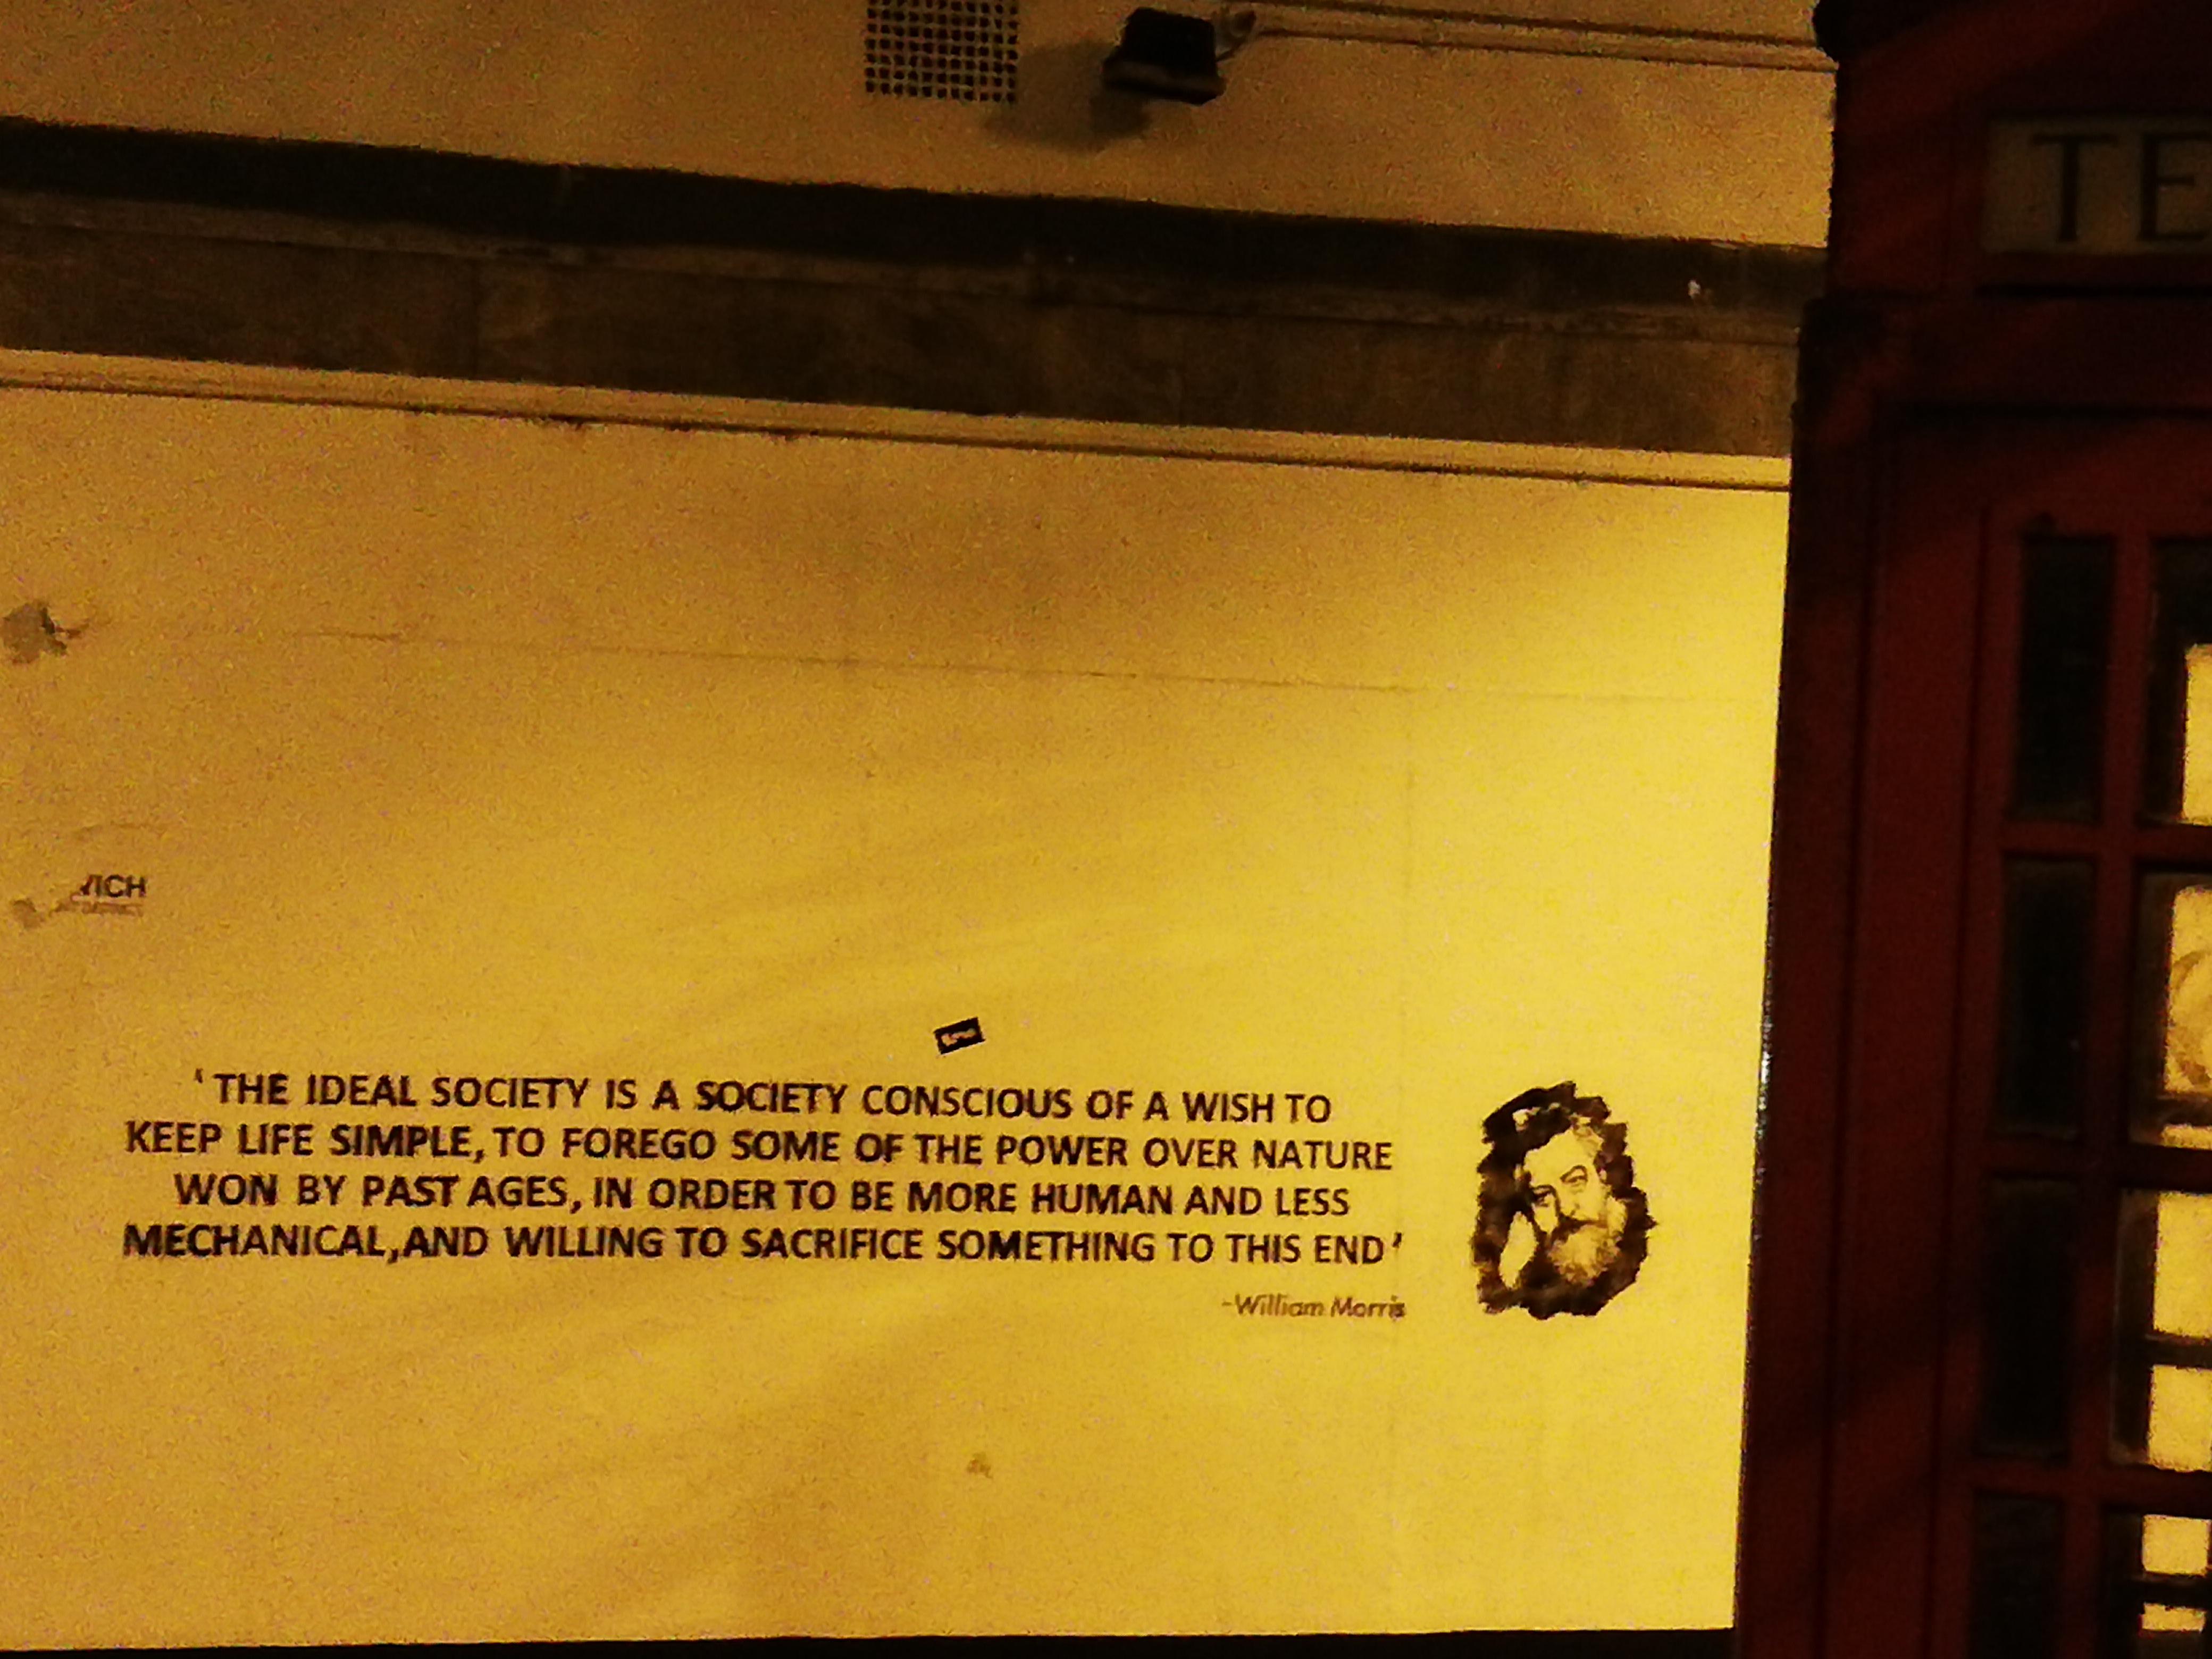 TE
VICH
' THE IDEAL SOCIETY IS A SOCIETY CONSCIOUS OF A WISH TO
KEEP LIFE SIMPLE, TO FOREGO SOME OF THE POWER OVER NATURE
WON BY PAST AGES, IN ORDER TO BE MORE HUMAN AND LESS
MECHANICAL,AND WILLING TO SACRIFICE SOMETHING TO THIS END'
-William Morris